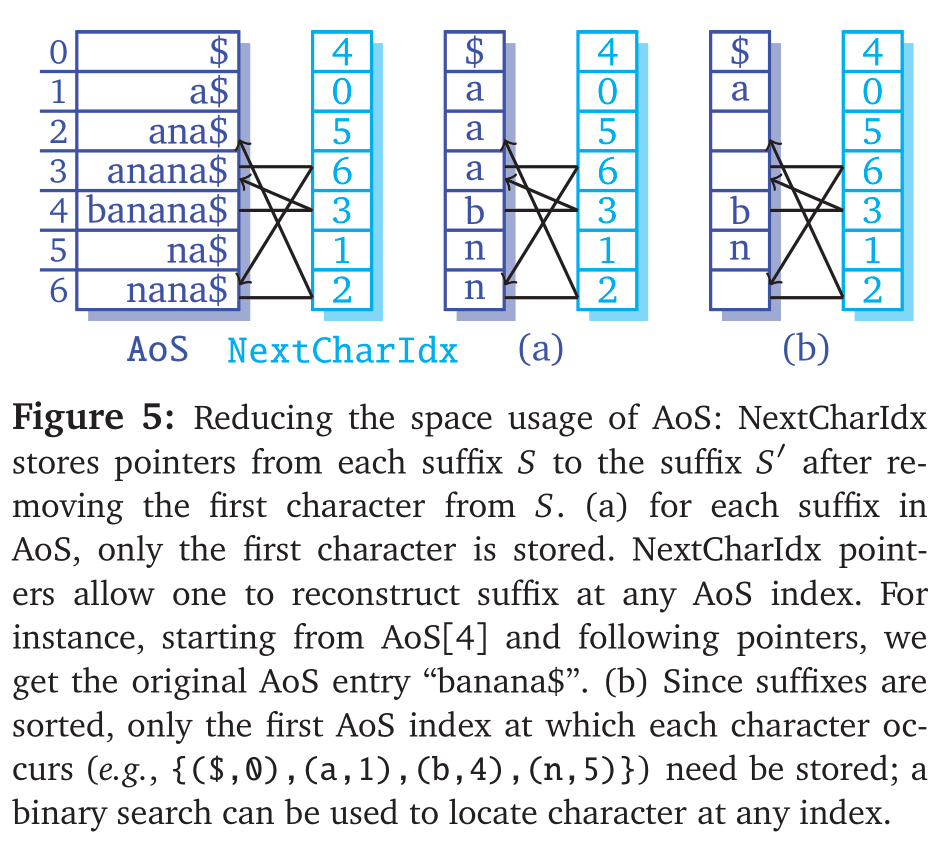 0 $ 4 $ 4 $ 4
1 a$ 0 a 0 a 0
2 ana$ 5 a 5 5
3 anana$ 6 a 6 6
4 banana$ 3 b 3 b 3
5 na$ 1 n 1 n 1
6 nana$ 2 n 2 2
AoS NextCharIdx (a) (b)
Figure 5: Reducing the space usage of AoS: NextCharIdx
stores pointers from each suffix S to the suffix S′ after re-
moving the first character from S. (a) for each suffix in
AoS, only the first character is stored. NextCharIdx point-
ers allow one to reconstruct suffix at any AoS index. For
instance, starting from AoS[4] and following pointers, we
get the original AoS entry “banana$”. (b) Since suffixes are
sorted, only the first AoS index at which each character oc-
curs (e.g., {($,0),(a,1),(b,4),(n,5)}) need be stored; a
binary search can be used to locate character at any index.